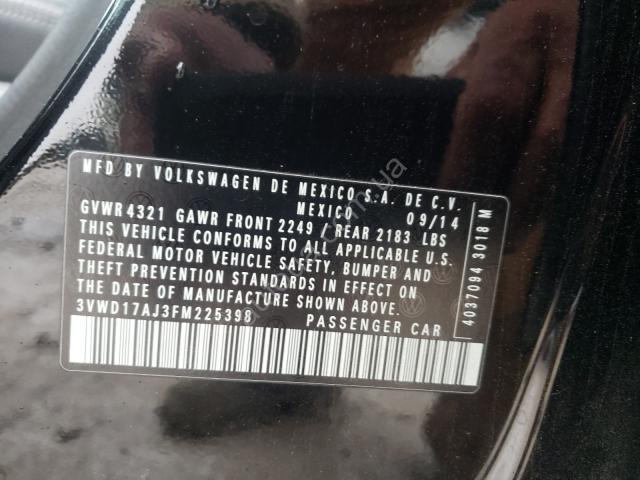 MFD BY VOLKSWAGEN DE MEXICO S.A. DE C.V.
MEXICO 09/14
GVWR 4321 GAWR FRONT 2249 / REAR 2183 LBS
THIS VEHICLE CONFORMS TO ALL APPLICABLE U.S.
FEDERAL MOTOR VEHICLE SAFETY, BUMPER AND
THEFT PREVENTION STANDARDS IN EFFECT ON
THE DATE OF MANUFACTURE SHOWN ABOVE.
3VWD17AJ3FM225398 PASSENGER CAR
4037094 3018 M